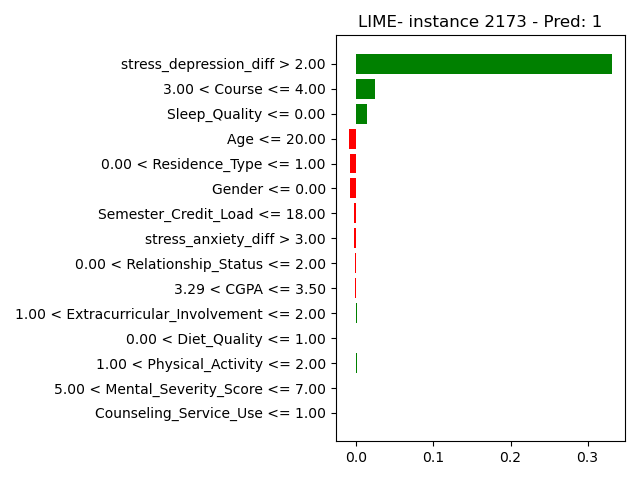 LIME- instance 2173 - Pred: 1
stress_depression_diff > 2.00
3.00 < Course <= 4.00
Sleep_Quality <= 0.00
Age <= 20.00
0.00 < Residence_Type <= 1.00
Gender <= 0.00
Semester_Credit_Load <= 18.00
stress_anxiety_diff > 3.00
0.00 < Relationship_Status <= 2.00
3.29 < CGPA <= 3.50
1.00 < Extracurricular_Involvement <= 2.00
0.00 < Diet_Quality <= 1.00
1.00 < Physical_Activity <= 2.00
5.00 < Mental_Severity_Score <= 7.00
Counseling_Service_Use <= 1.00
0.0 0.1 0.2 0.3